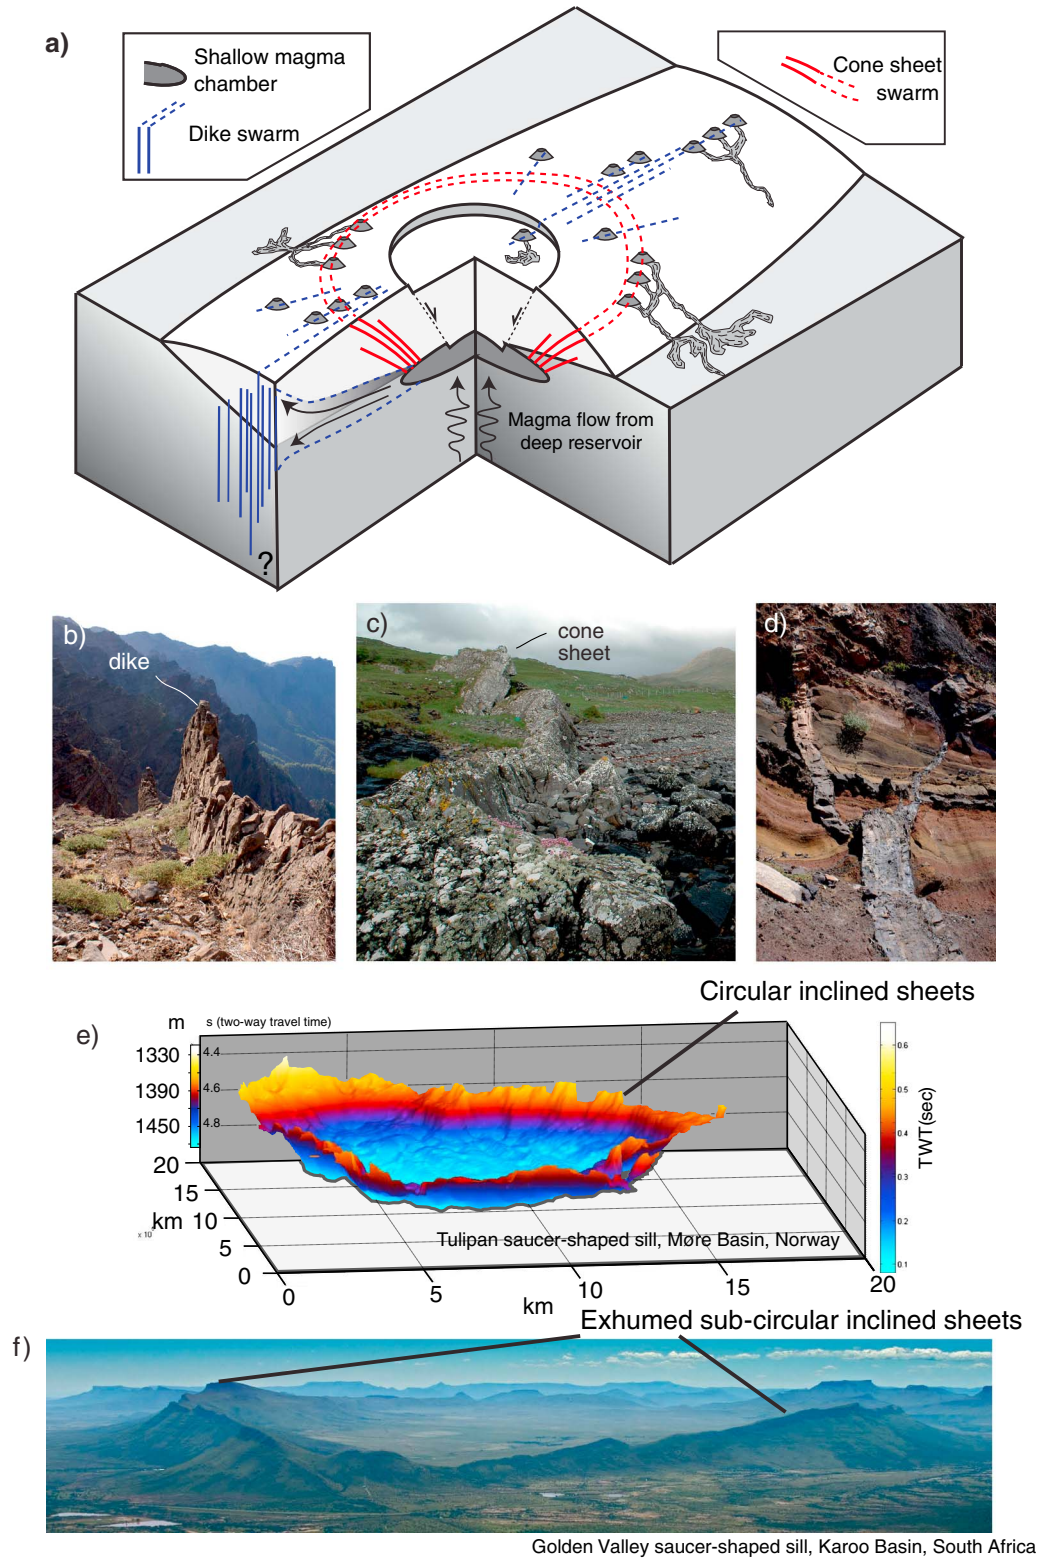 a)
Shallow magma
chamber
Dike swarm
Cone sheet
swarm
Magma flow from
deep reservoir
?
b)
dike
c)
cone
sheet
d)
Circular inclined sheets
e)
m
s (two-way travel time)
1330
1390
1450
4.4
4.6
4.8
20
15
km 10
5
0
x 10
0
5
10
15
20
km
Tulipan saucer-shaped sill, Møre Basin, Norway
0.6
0.5
0.4
0.3
0.2
0.1
TWT(sec)
Exhumed sub-circular inclined sheets
f)
Golden Valley saucer-shaped sill, Karoo Basin, South Africa